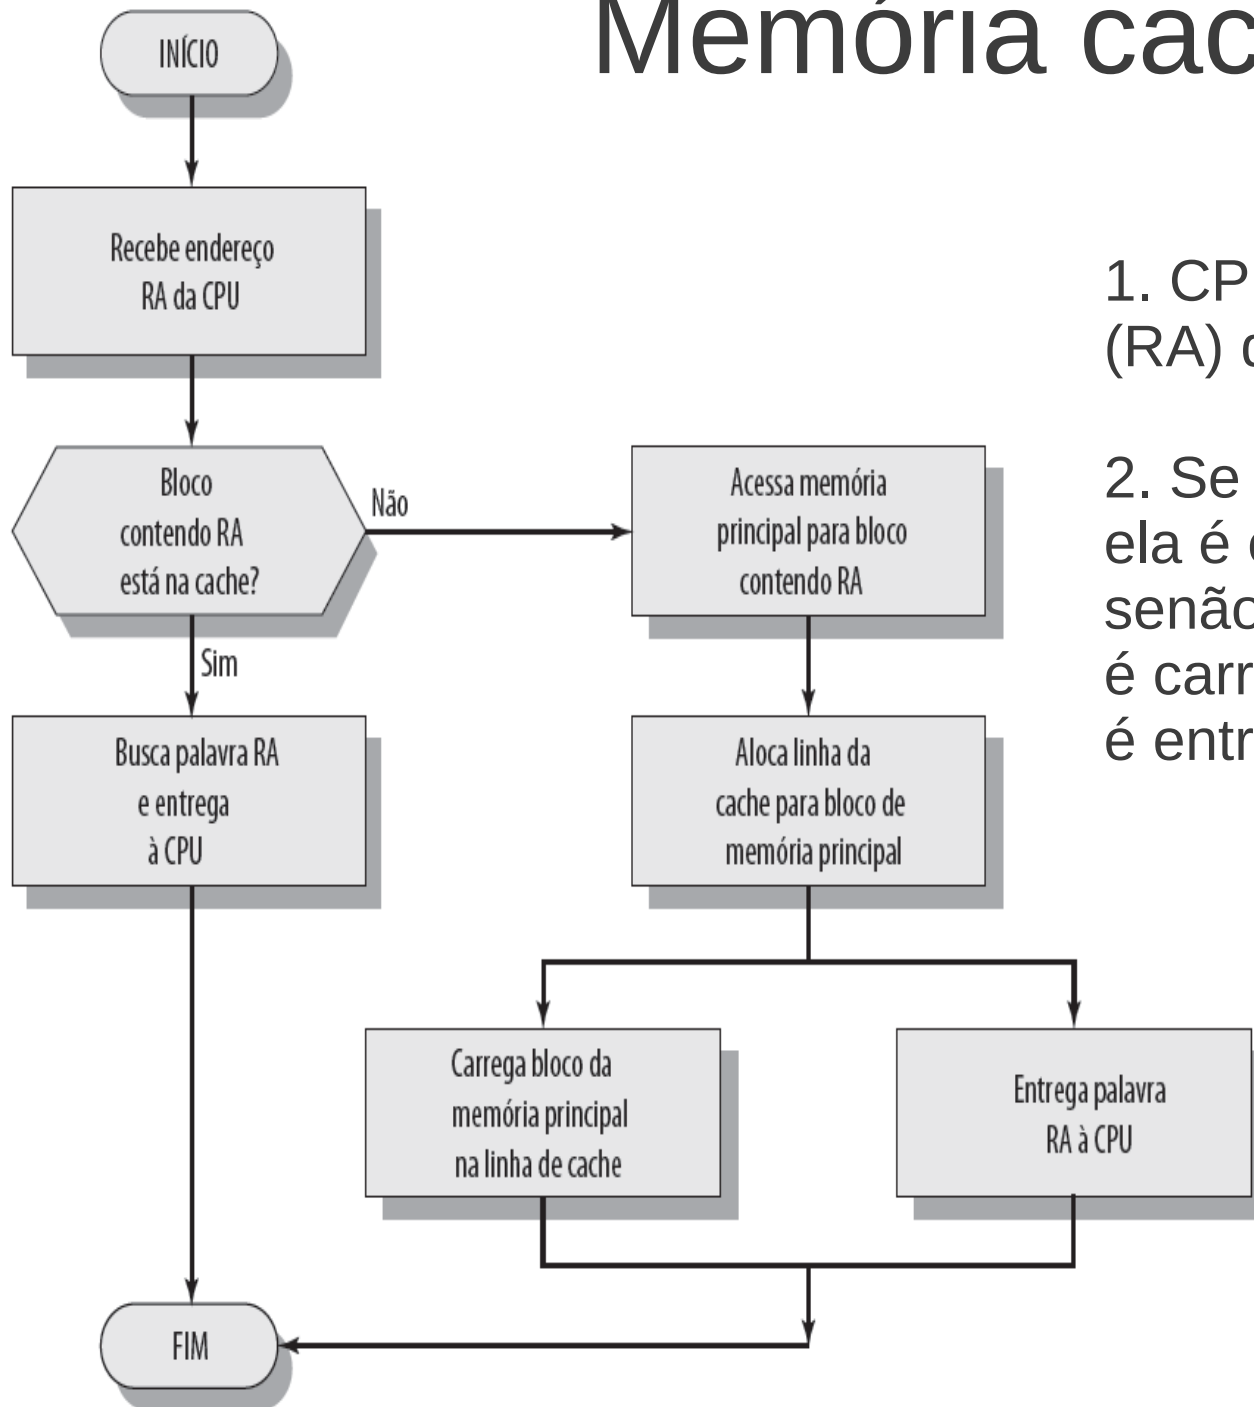 Memória cac
INÍCIO
Recebe endereço
RA da CPU
Bloco
contendo RA
está na cache?
Não
Sim
Acessa memória
principal para bloco
contendo RA
Busca palavra RA
e entrega
à CPU
Aloca linha da
cache para bloco de
memória principal
Carrega bloco da
memória principal
na linha de cache
Entrega palavra
RA à CPU
FIM
1. CP
(RA)
2. Se
ela é
senão
é carr
é entr